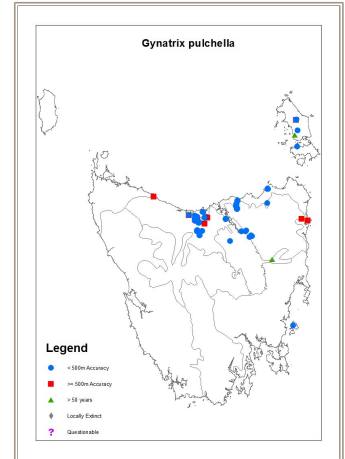 Gynatrix pulchella
Legend
< 500m Accuracy
>= 500m Accuracy
> 50 years
Locally Extinct
? Questionable